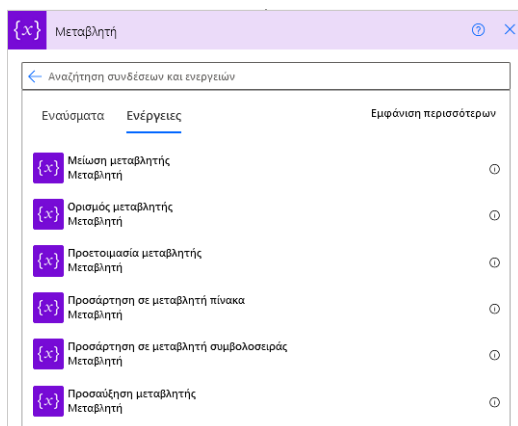 {x} Μεταβλητή
Αναζήτηση συνδέσεων και ενεργειών
Εναύσματα Ενέργειες Εμφάνιση περισσότερων
{x} Μείωση μεταβλητής
Μεταβλητή
{x} Ορισμός μεταβλητής
Μεταβλητή
{x} Προετοιμασία μεταβλητής
Μεταβλητή
{x} Προσάρτηση σε μεταβλητή πίνακα
Μεταβλητή
{x} Προσάρτηση σε μεταβλητή συμβολοσειράς
Μεταβλητή
{x} Προσαύξηση μεταβλητής
Μεταβλητή